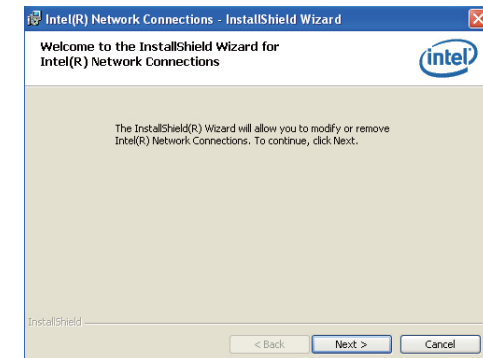 Intel(R) Network Connections - InstallShield Wizard
Welcome to the InstallShield Wizard for
Intel(R) Network Connections
intel
The InstallShield(R) Wizard will allow you to modify or remove
Intel(R) Network Connections. To continue, click Next.
InstallShield
< Back Next > Cancel